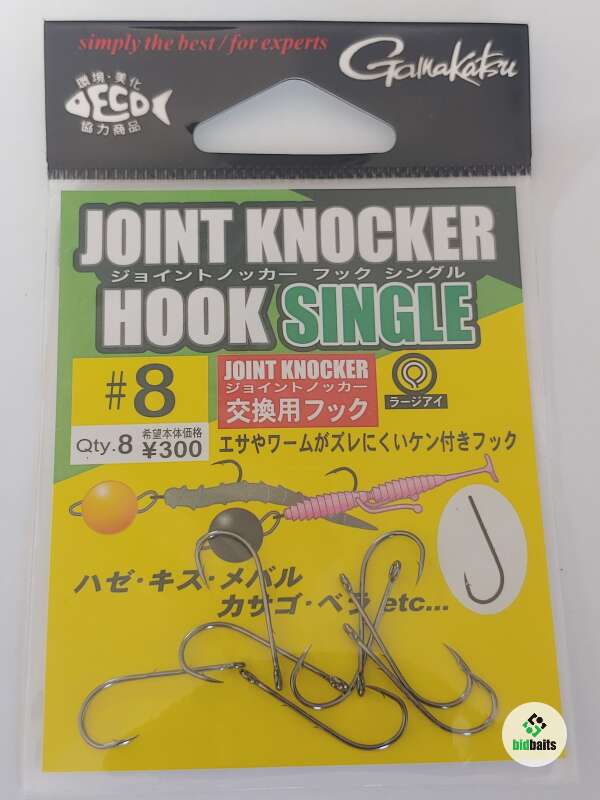 simply the best / for experts
Gamakatsu
環境・美化
ECO
協力商品
JOINT KNOCKER
ジョイントノッカー フック シングル
HOOK SINGLE
#8
Qty.8
希望本体価格
¥300
JOINT KNOCKER
ジョイントノッカー
交換用フック
ラージアイ
エサやワームがズレにくいケン付きフック
ハゼ・キス・メバル
カサゴ・ベラ etc...
bidbaits